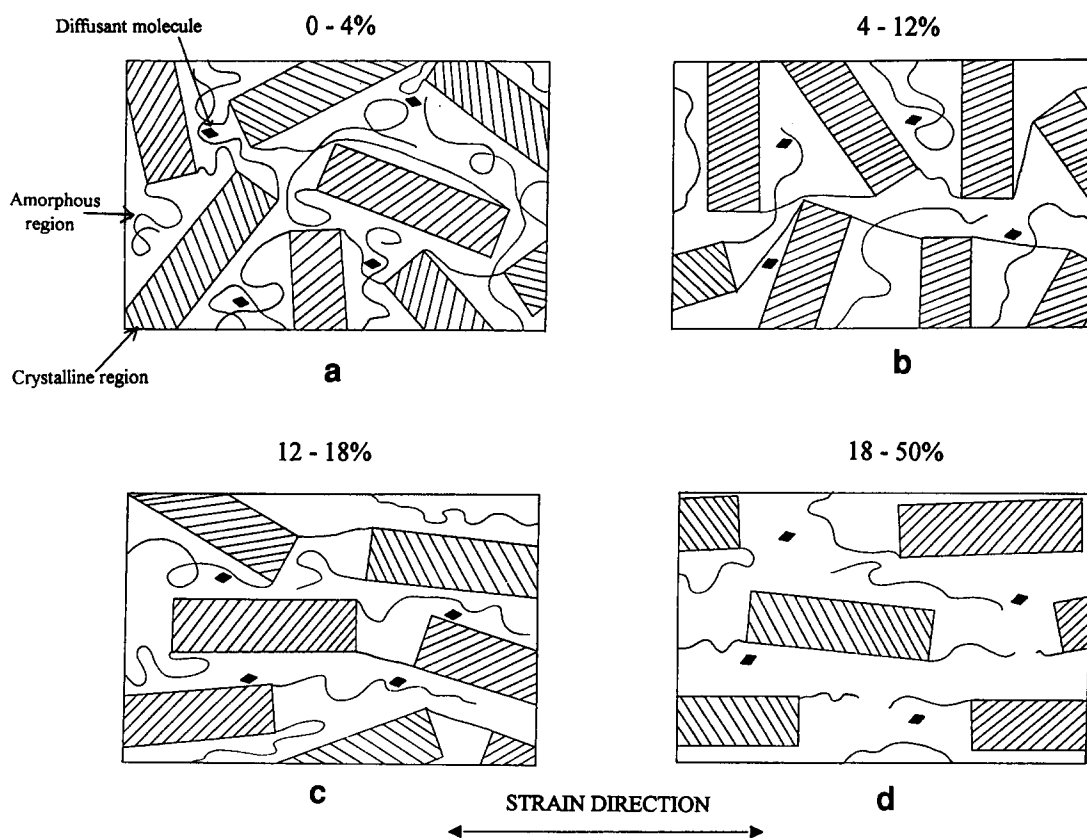 Diffusant molecule
0 - 4%
4 - 12%
Amorphous
region
Crystalline region
a
b
12 - 18%
18 - 50%
c
d
STRAIN DIRECTION